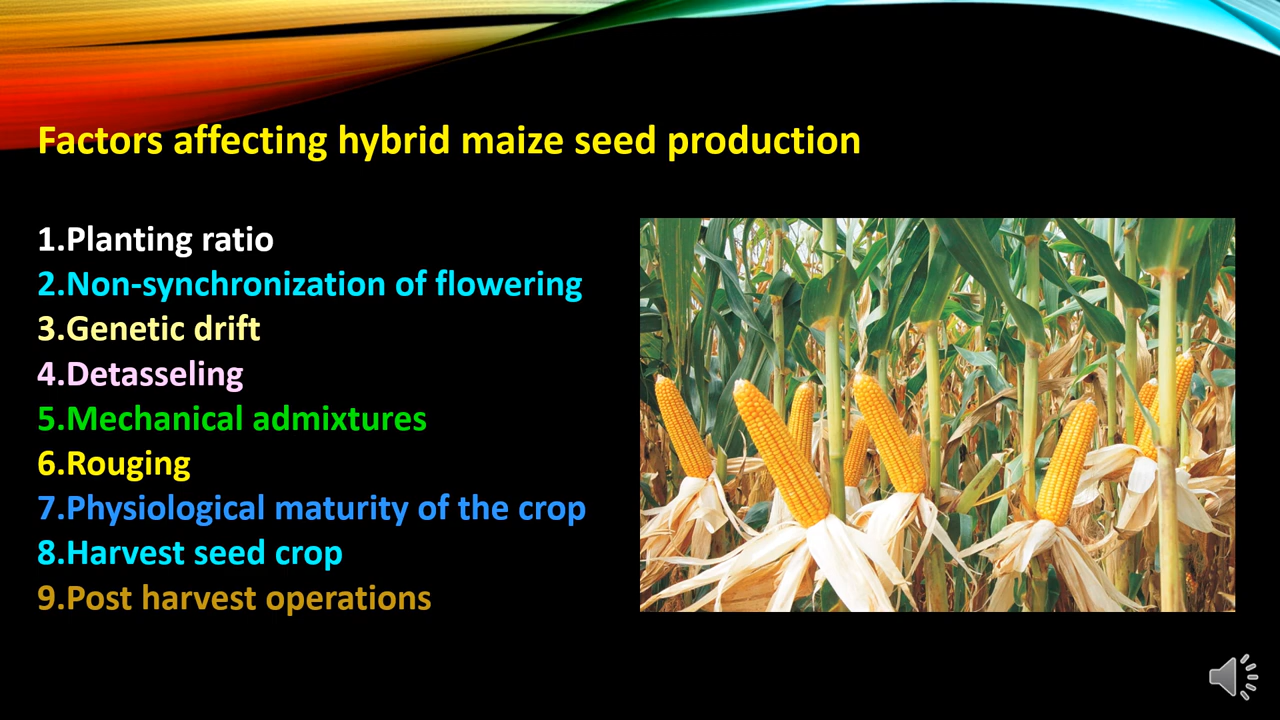 Factors affecting hybrid maize seed production
1.Planting ratio
2.Non-synchronization of flowering
3.Genetic drift
4.Detasseling
5.Mechanical admixtures
6.Rouging
7.Physiological maturity of the crop
8.Harvest seed crop
9.Post harvest operations